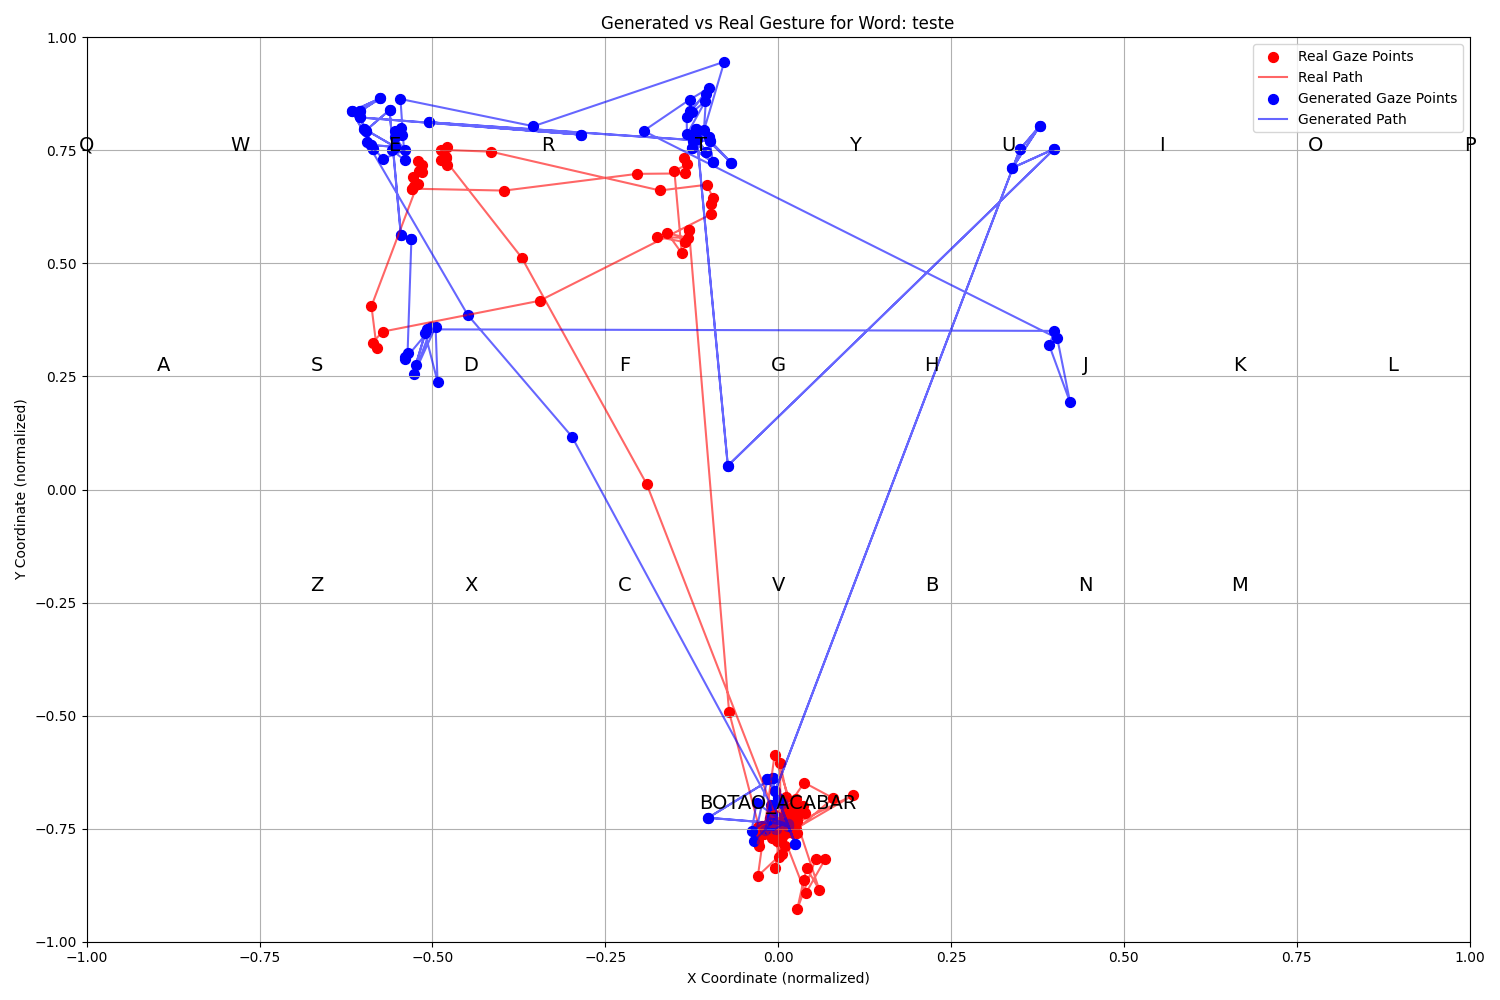 Generated vs Real Gesture for Word: teste
Real Gaze Points
Real Path
Generated Gaze Points
Generated Path
Q W E R T Y U I O P
A S D F G H J K L
Z X C V B N M
BOTAO_ACABAR
1.00
0.75
0.50
0.25
0.00
−0.25
−0.50
−0.75
−1.00
Y Coordinate (normalized)
−1.00 −0.75 −0.50 −0.25 0.00 0.25 0.50 0.75 1.00
X Coordinate (normalized)